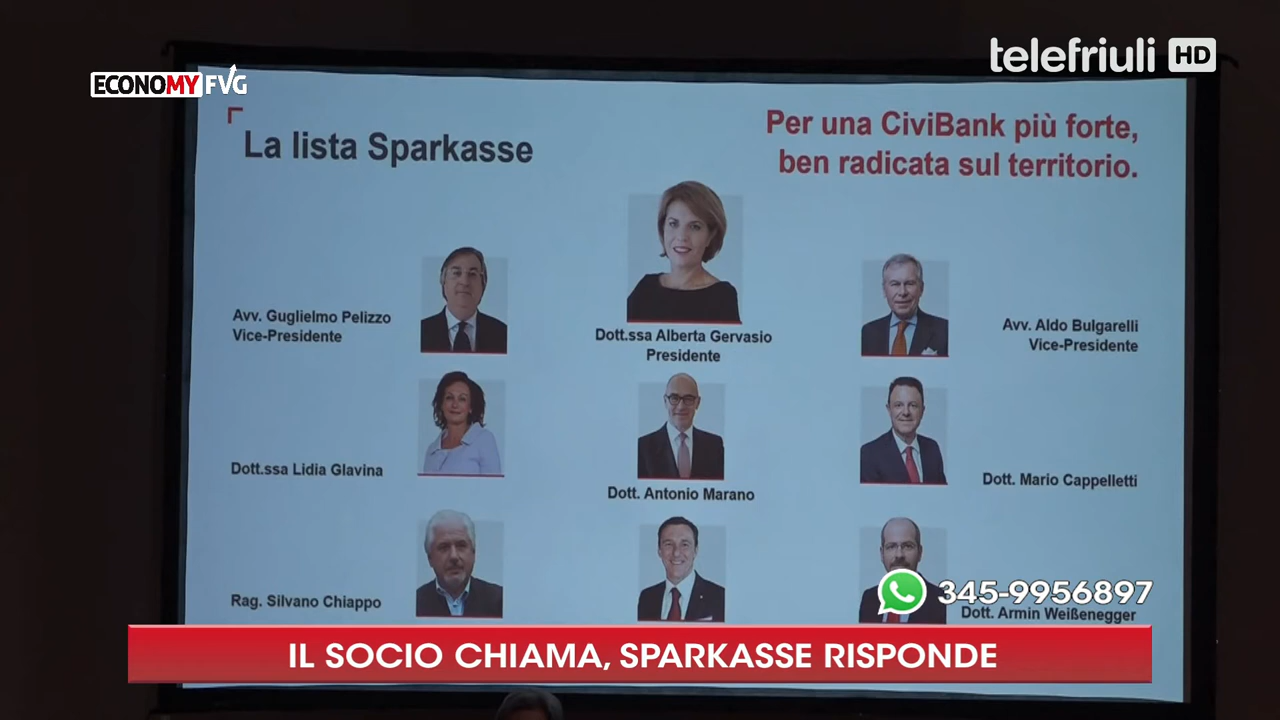 ECONOMY FVG
telefriuli HD
La lista Sparkasse
Per una CiviBank più forte,
ben radicata sul territorio.
Avv. Guglielmo Pelizzo
Vice-Presidente
Dott.ssa Alberta Gervasio
Presidente
Avv. Aldo Bulgarelli
Vice-Presidente
Dott.ssa Lidia Glavina
Dott. Antonio Marano
Dott. Mario Cappelletti
Rag. Silvano Chiappo
345-9956897
Dott. Armin Weißenegger
IL SOCIO CHIAMA, SPARKASSE RISPONDE